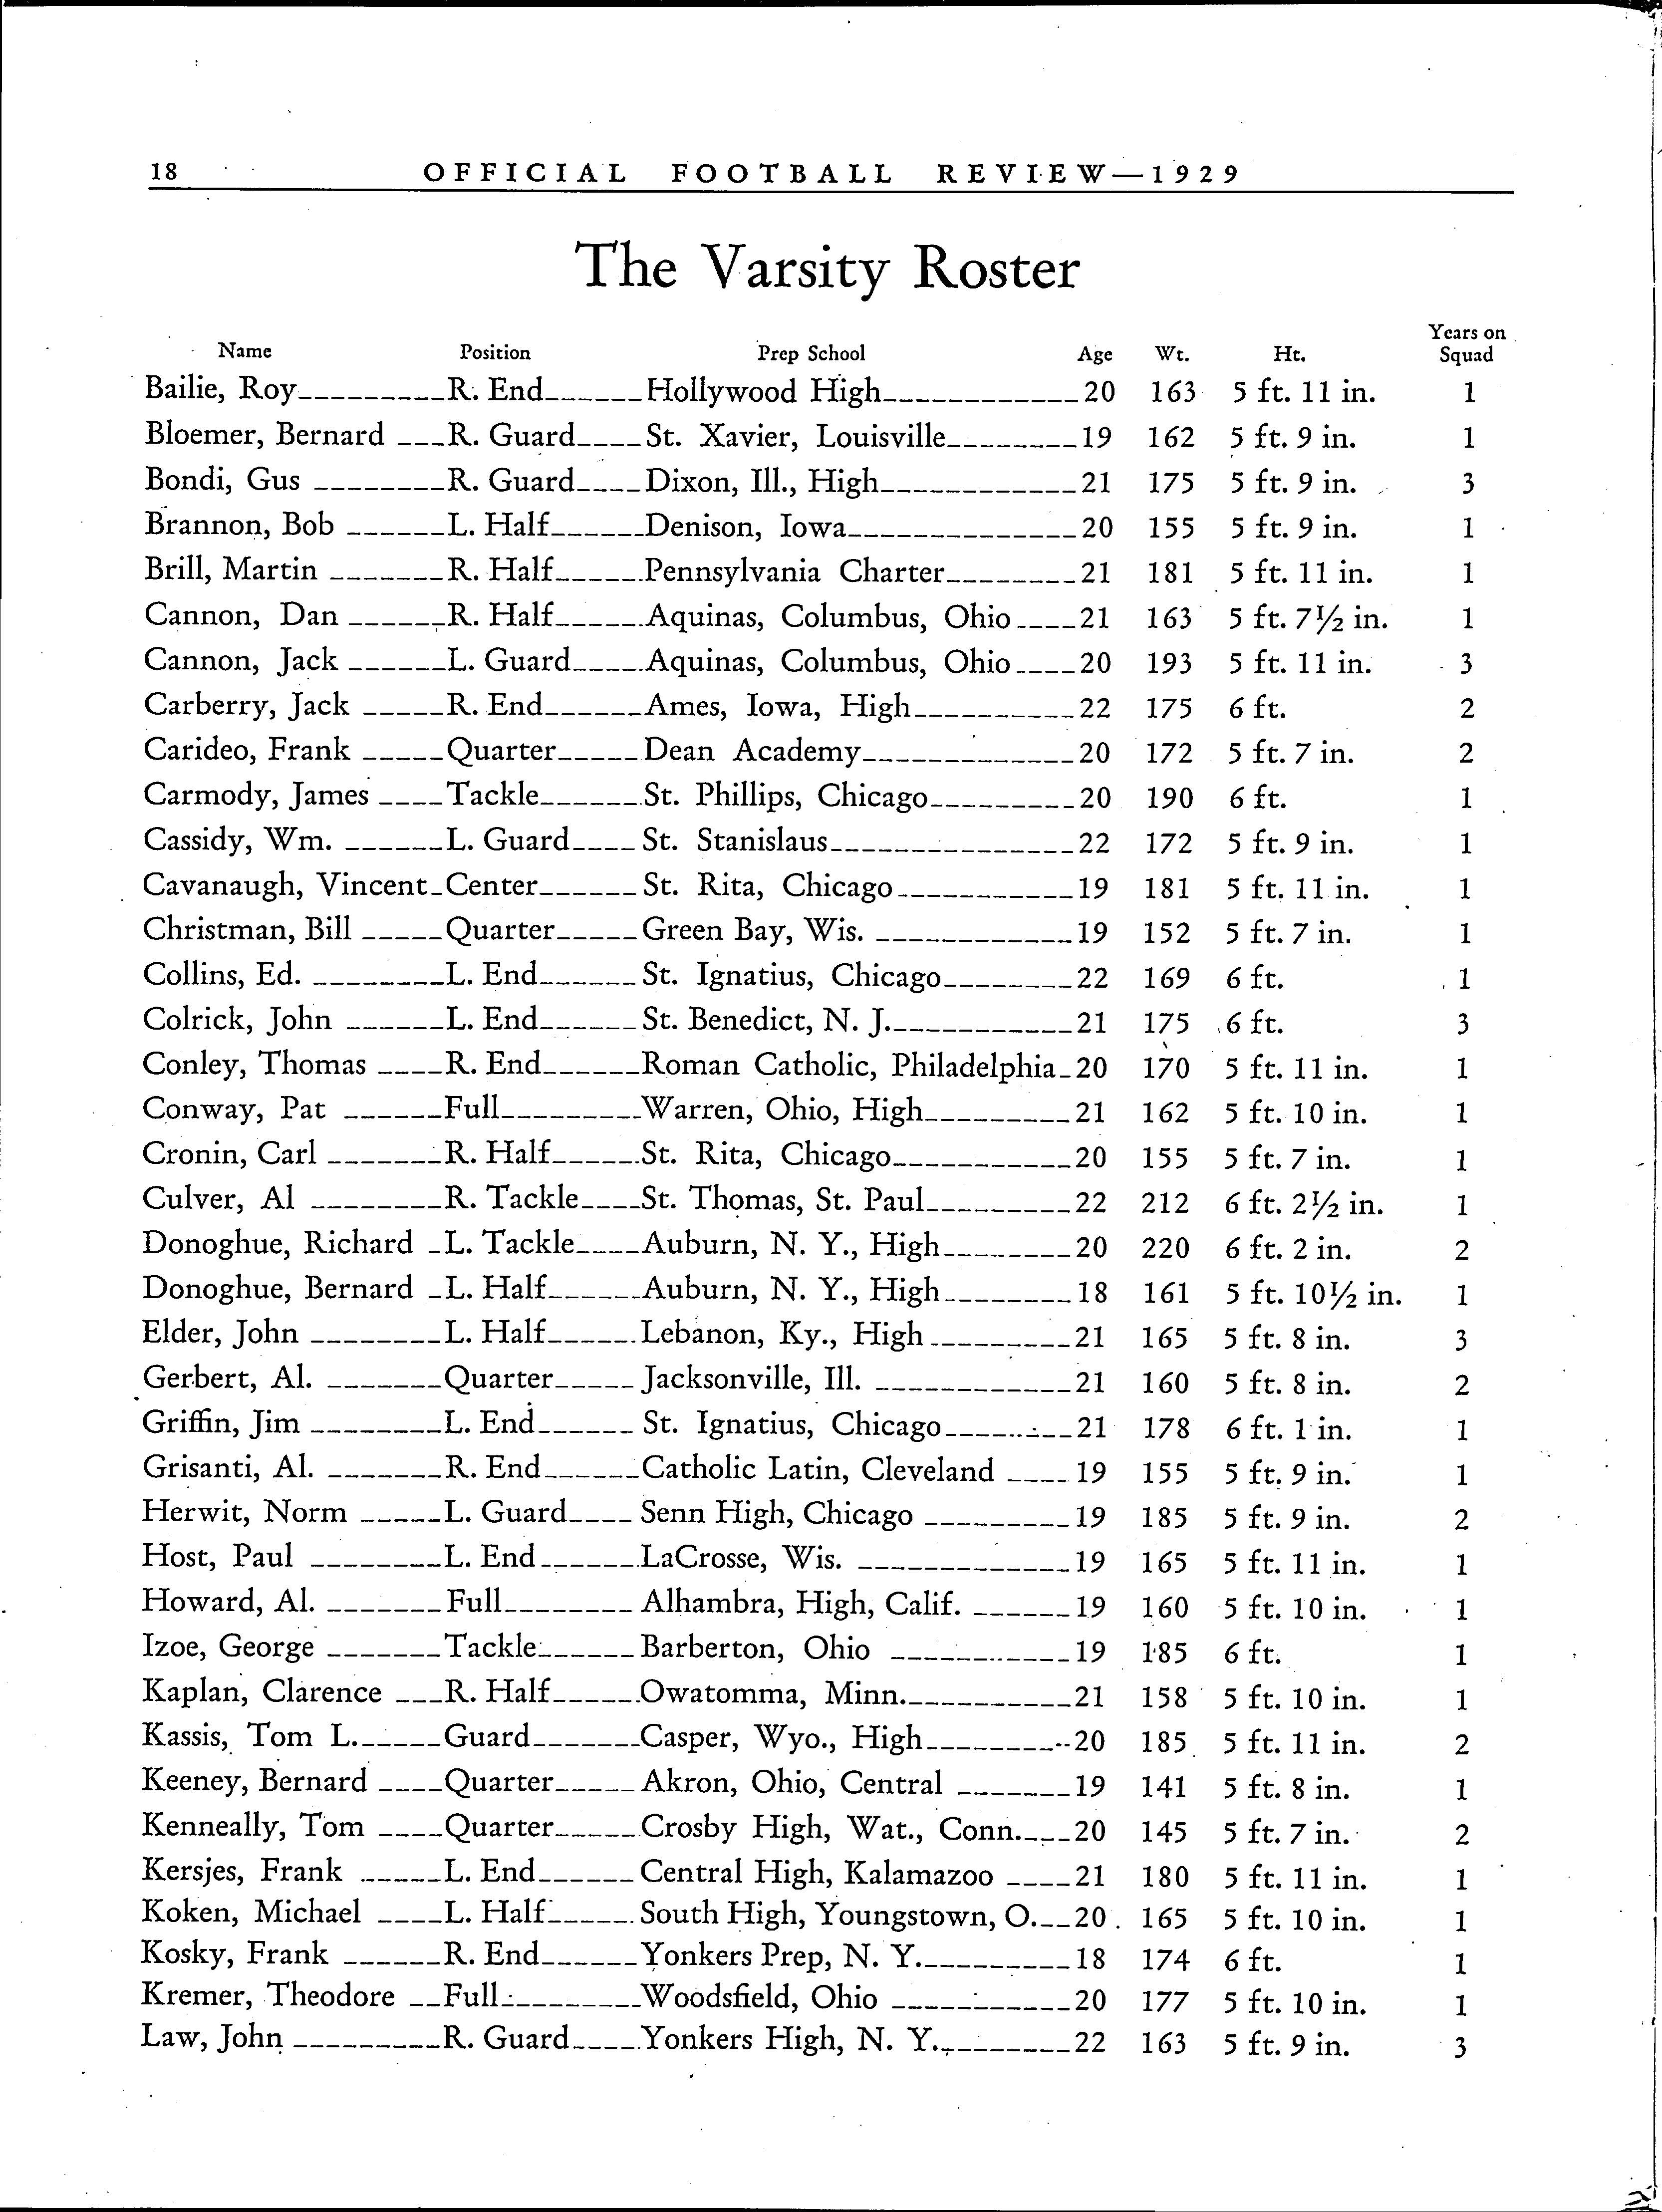 18 OFFICIAL FOOTBALL REVIEW—1929
The Varsity Roster
Name Position Prep School Age Wt. Ht. Years on Squad
Bailie, Roy R. End Hollywood High 20 163 5 ft. 11 in. 1
Bloemer, Bernard R. Guard St. Xavier, Louisville 19 162 5 ft. 9 in. 1
Bondi, Gus R. Guard Dixon, Ill., High 21 175 5 ft. 9 in. 3
Brannon, Bob L. Half Denison, Iowa 20 155 5 ft. 9 in. 1
Brill, Martin R. Half Pennsylvania Charter 21 181 5 ft. 11 in. 1
Cannon, Dan R. Half Aquinas, Columbus, Ohio 21 163 5 ft. 7½ in. 1
Cannon, Jack L. Guard Aquinas, Columbus, Ohio 20 193 5 ft. 11 in. 3
Carberry, Jack R. End Ames, Iowa, High 22 175 6 ft. 2
Carideo, Frank Quarter Dean Academy 20 172 5 ft. 7 in. 2
Carmody, James Tackle St. Phillips, Chicago 20 190 6 ft. 1
Cassidy, Wm. L. Guard St. Stanislaus 22 172 5 ft. 9 in. 1
Cavanaugh, Vincent Center St. Rita, Chicago 19 181 5 ft. 11 in. 1
Christman, Bill Quarter Green Bay, Wis. 19 152 5 ft. 7 in. 1
Collins, Ed. L. End St. Ignatius, Chicago 22 169 6 ft. 1
Colrick, John L. End St. Benedict, N. J. 21 175 6 ft. 3
Conley, Thomas R. End Roman Catholic, Philadelphia 20 170 5 ft. 11 in. 1
Conway, Pat Full Warren, Ohio, High 21 162 5 ft. 10 in. 1
Cronin, Carl R. Half St. Rita, Chicago 20 155 5 ft. 7 in. 1
Culver, Al R. Tackle St. Thomas, St. Paul 22 212 6 ft. 2½ in. 1
Donoghue, Richard L. Tackle Auburn, N. Y., High 20 220 6 ft. 2 in. 2
Donoghue, Bernard L. Half Auburn, N. Y., High 18 161 5 ft. 10½ in. 1
Elder, John L. Half Lebanon, Ky., High 21 165 5 ft. 8 in. 3
Gerbert, Al. Quarter Jacksonville, Ill. 21 160 5 ft. 8 in. 2
Griffin, Jim L. End St. Ignatius, Chicago 21 178 6 ft. 1 in. 1
Grisanti, Al. R. End Catholic Latin, Cleveland 19 155 5 ft. 9 in. 1
Herwit, Norm L. Guard Senn High, Chicago 19 185 5 ft. 9 in. 2
Host, Paul L. End LaCrosse, Wis. 19 165 5 ft. 11 in. 1
Howard, Al. Full Alhambra, High, Calif. 19 160 5 ft. 10 in. 1
Izoe, George Tackle Barberton, Ohio 19 185 6 ft. 1
Kaplan, Clarence R. Half Owatomma, Minn. 21 158 5 ft. 10 in. 1
Kassis, Tom L. Guard Casper, Wyo., High 20 185 5 ft. 11 in. 2
Keeney, Bernard Quarter Akron, Ohio, Central 19 141 5 ft. 8 in. 1
Kenneally, Tom Quarter Crosby High, Wat., Conn. 20 145 5 ft. 7 in. 2
Kersjes, Frank L. End Central High, Kalamazoo 21 180 5 ft. 11 in. 1
Koken, Michael L. Half South High, Youngstown, O. 20 165 5 ft. 10 in. 1
Kosky, Frank R. End Yonkers Prep, N. Y. 18 174 6 ft. 1
Kremer, Theodore Full Woodsfield, Ohio 20 177 5 ft. 10 in. 1
Law, John R. Guard Yonkers High, N. Y. 22 163 5 ft. 9 in. 3